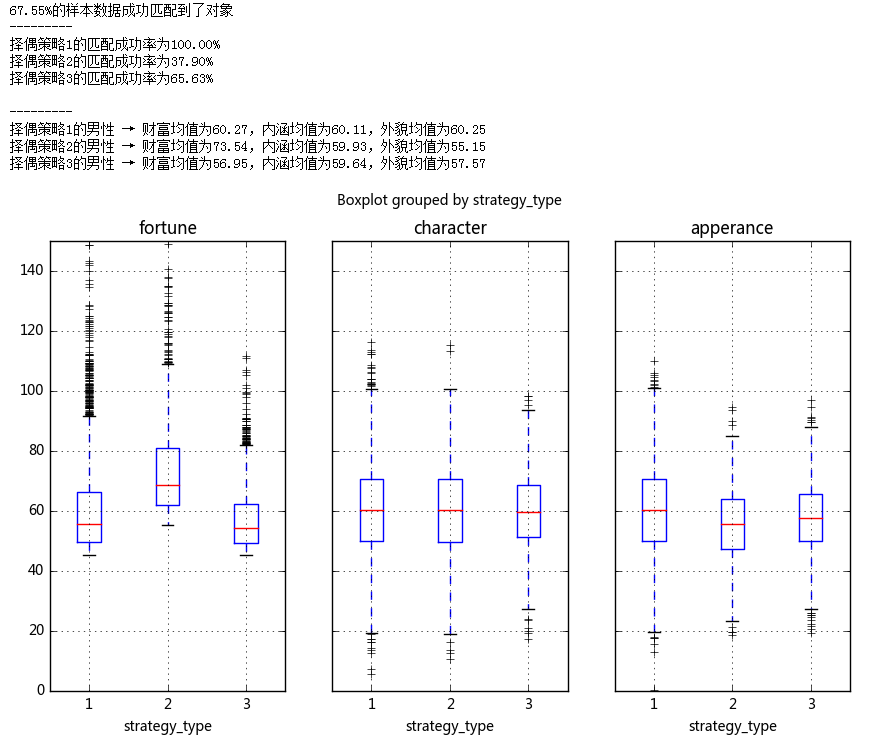 67.55%的样本数据成功匹配到了对象
---------
择偶策略1的匹配成功率为100.00%
择偶策略2的匹配成功率为37.90%
择偶策略3的匹配成功率为65.63%
---------
择偶策略1的男性 → 财富均值为60.27, 内涵均值为60.11, 外貌均值为60.25
择偶策略2的男性 → 财富均值为73.54, 内涵均值为59.93, 外貌均值为55.15
择偶策略3的男性 → 财富均值为56.95, 内涵均值为59.64, 外貌均值为57.57
Boxplot grouped by strategy_type
fortune character apperance
140
120
100
80
60
40
20
0
1 2 3 1 2 3 1 2 3
strategy_type strategy_type strategy_type